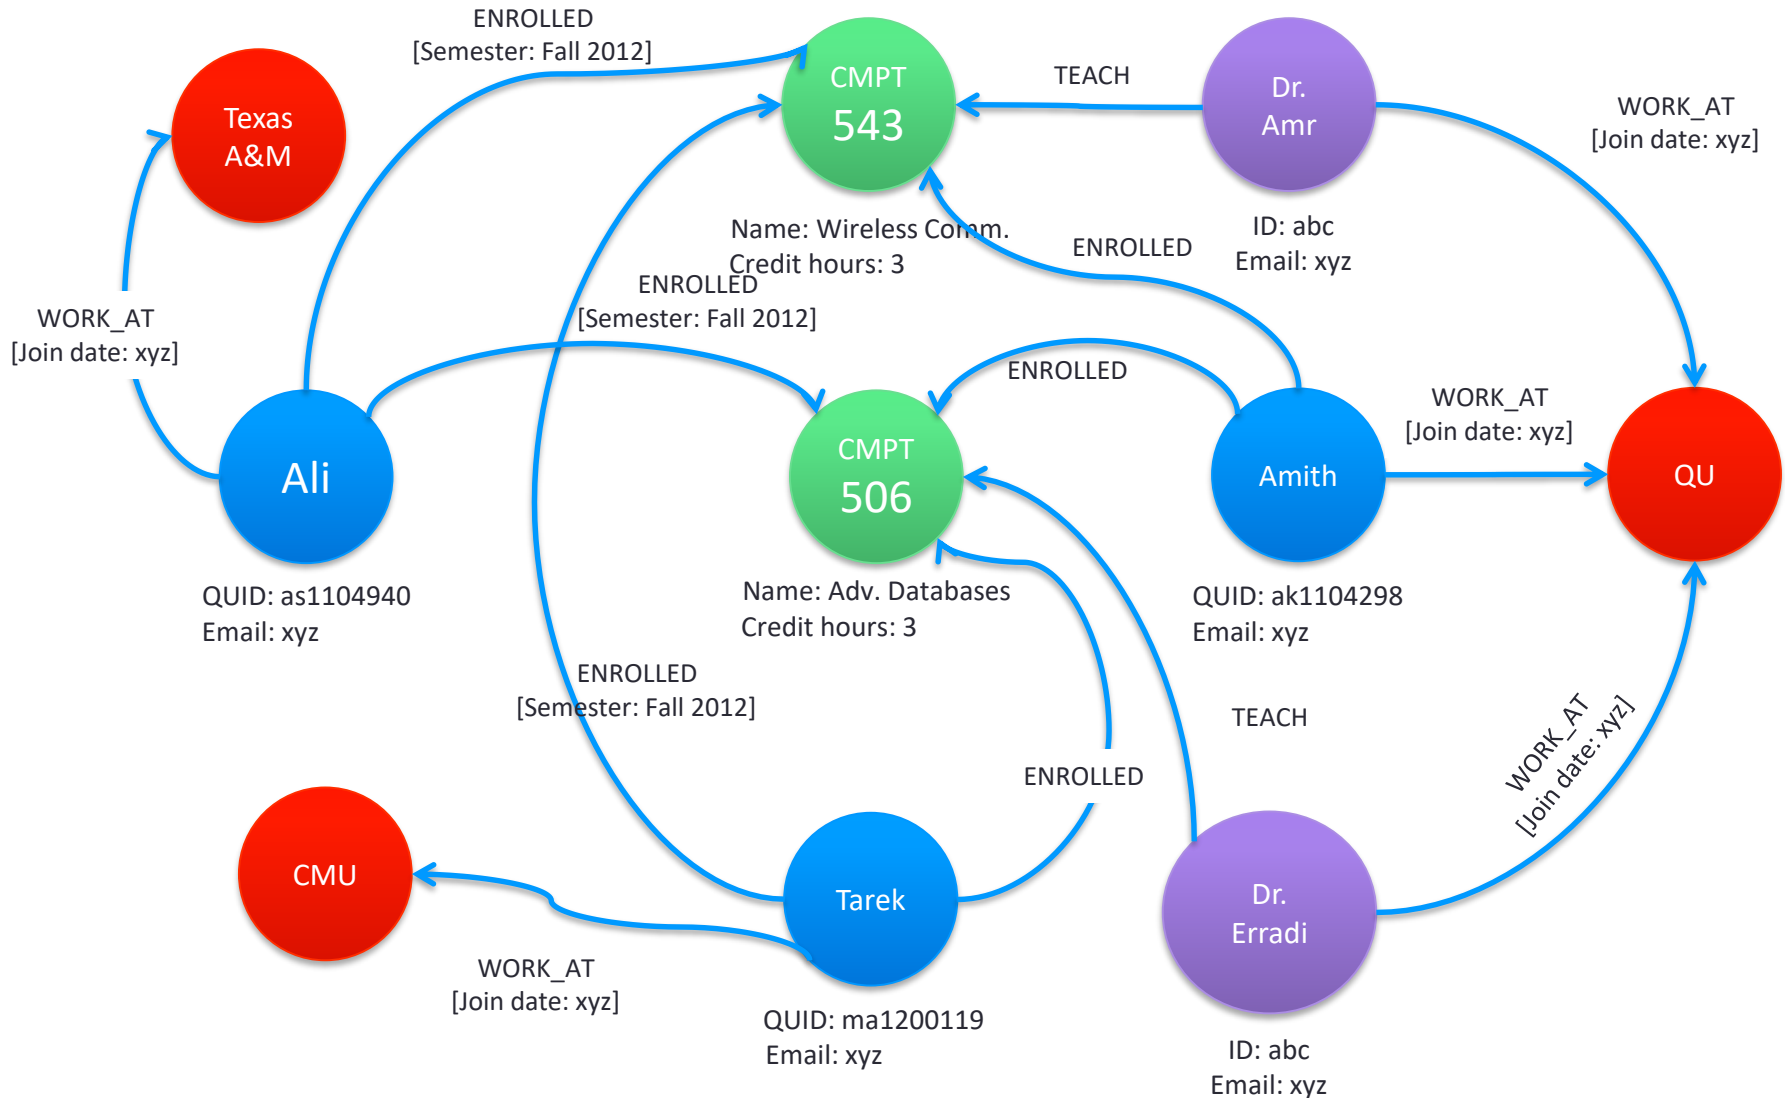 ENROLLED
[Semester: Fall 2012]
CMPT
543
TEACH
Dr.
Amr
WORK_AT
[Join date: xyz]
Texas
A&M
Name: Wireless Comm.
Credit hours: 3
ENROLLED
ID: abc
Email: xyz
ENROLLED
[Semester: Fall 2012]
WORK_AT
[Join date: xyz]
ENROLLED
WORK_AT
[Join date: xyz]
Ali
CMPT
506
Amith
QU
QUID: as1104940
Email: xyz
Name: Adv. Databases
Credit hours: 3
QUID: ak1104298
Email: xyz
ENROLLED
[Semester: Fall 2012]
TEACH
WORK_AT
[Join date: xyz]
ENROLLED
CMU
Tarek
Dr.
Erradi
WORK_AT
[Join date: xyz]
QUID: ma1200119
Email: xyz
ID: abc
Email: xyz